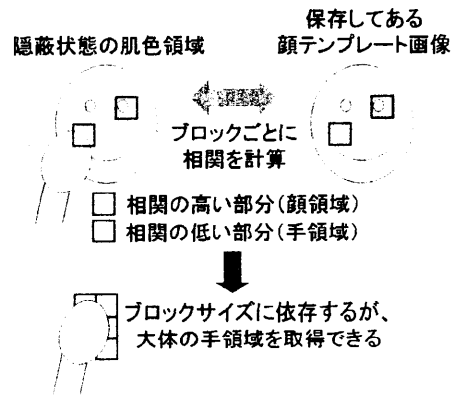 隠蔽状態の肌色領域
保存してある
顔テンプレート画像
ブロックごとに
相関を計算
相関の高い部分(顔領域)
相関の低い部分(手領域)
ブロックサイズに依存するが、
大体の手領域を取得できる